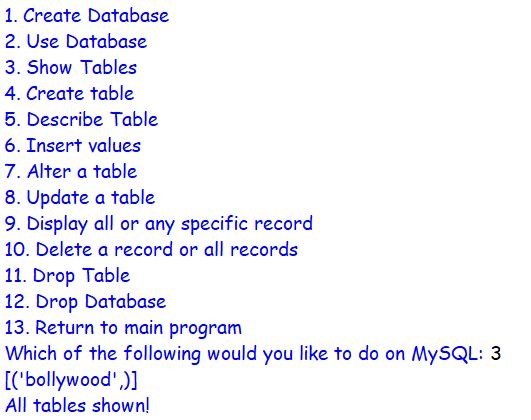 1. Create Database
2. Use Database
3. Show Tables
4. Create table
5. Describe Table
6. Insert values
7. Alter a table
8. Update a table
9. Display all or any specific record
10. Delete a record or all records
11. Drop Table
12. Drop Database
13. Return to main program
Which of the following would you like to do on MySQL: 3
[('bollywood',)]
All tables shown!